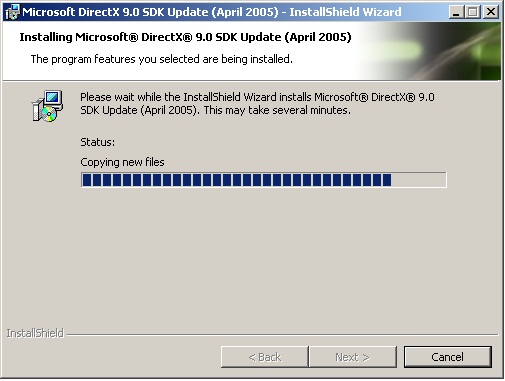 Microsoft DirectX 9.0 SDK Update (April 2005) - InstallShield Wizard
Installing Microsoft® DirectX® 9.0 SDK Update (April 2005)
The program features you selected are being installed.
Please wait while the InstallShield Wizard installs Microsoft® DirectX® 9.0
SDK Update (April 2005). This may take several minutes.
Status:
Copying new files
InstallShield
< Back
Next >
Cancel